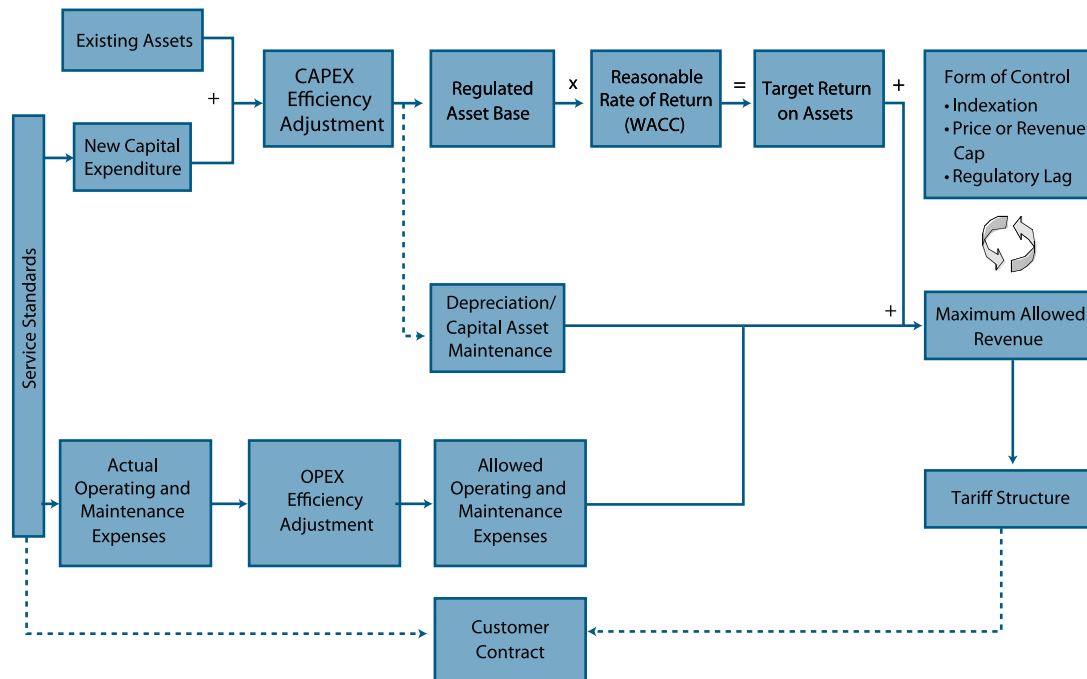 Existing Assets
+
New Capital
Expenditure
CAPEX
Efficiency
Adjustment
Regulated
Asset Base
x
Reasonable
Rate of Return
(WACC)
=
Target Return
on Assets
+
Form of Control
• Indexation
• Price or Revenue
Cap
• Regulatory Lag
Service Standards
Depreciation/
Capital Asset
Maintenance
+
Maximum Allowed
Revenue
Actual
Operating and
Maintenance
Expenses
OPEX
Efficiency
Adjustment
Allowed
Operating and
Maintenance
Expenses
Tariff Structure
Customer
Contract